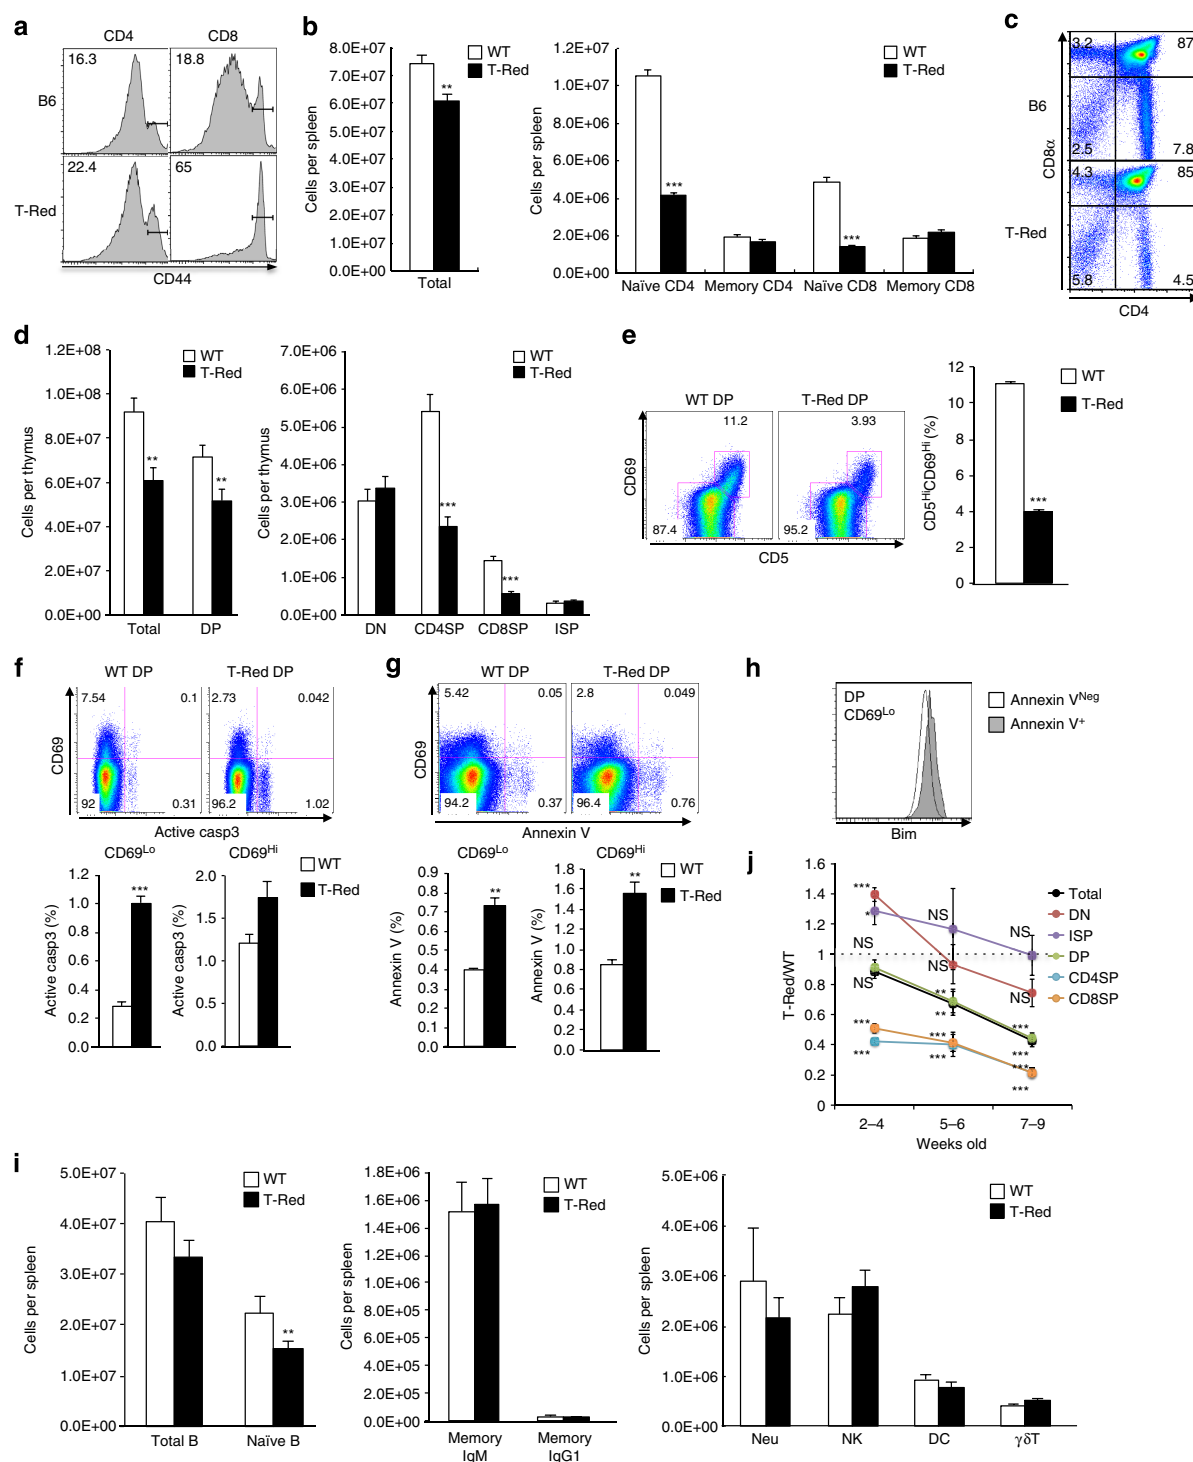 a
CD4
CD8
16.3
18.8
B6
22.4
65
T-Red
CD44
b
8.0E+07
7.0E+07
6.0E+07
5.0E+07
4.0E+07
3.0E+07
2.0E+07
1.0E+07
0.0E+00
Cells per spleen
WT
T-Red
**
Total
1.2E+07
1.0E+07
8.0E+06
6.0E+06
4.0E+06
2.0E+06
0.0E+00
Cells per spleen
WT
T-Red
***
***
Naïve CD4 Memory CD4 Naïve CD8 Memory CD8
c
3.2 87
B6
2.5 7.8
4.3 85
T-Red
5.8 4.5
CD8α
CD4
d
1.2E+08
1.0E+08
8.0E+07
6.0E+07
4.0E+07
2.0E+07
0.0E+00
Cells per thymus
WT
T-Red
**
**
Total DP
7.0E+06
6.0E+06
5.0E+06
4.0E+06
3.0E+06
2.0E+06
1.0E+06
0.0E+00
Cells per thymus
WT
T-Red
***
***
DN CD4SP CD8SP ISP
e
WT DP T-Red DP
11.2 3.93
87.4 95.2
CD69
CD5
12
10
8
6
4
2
0
CD5HiCD69Hi (%)
WT
T-Red
***
f
WT DP T-Red DP
7.54 0.1 2.73 0.042
92 0.31 96.2 1.02
CD69
Active casp3
CD69Lo CD69Hi
WT
T-Red
1.2
1.0
0.8
0.6
0.4
0.2
0.0
Active casp3 (%)
***
2.0
1.5
1.0
0.5
0.0
Active casp3 (%)
g
WT DP T-Red DP
5.42 0.05 2.8 0.049
94.2 0.37 96.4 0.76
CD69
Annexin V
CD69Lo CD69Hi
WT
T-Red
0.9
0.8
0.7
0.6
0.5
0.4
0.3
0.2
0.1
0.0
Annexin V (%)
**
1.8
1.6
1.4
1.2
1.0
0.8
0.6
0.4
0.2
0.0
Annexin V (%)
**
h
DP
CD69Lo
Annexin VNeg
Annexin V+
Bim
j
1.6
1.4
1.2
1
0.8
0.6
0.4
0.2
0
T-Red/WT
***
*
NS
NS
***
***
NS
NS
**
**
***
***
NS
NS
***
***
***
***
Total
DN
ISP
DP
CD4SP
CD8SP
2–4 5–6 7–9
Weeks old
i
5.0E+07
4.0E+07
3.0E+07
2.0E+07
1.0E+07
0.0E+00
Cells per spleen
WT
T-Red
**
Total B Naïve B
1.8E+06
1.6E+06
1.4E+06
1.2E+06
1.6E+06
8.0E+05
6.0E+05
4.0E+05
2.0E+05
0.0E+00
Cells per spleen
WT
T-Red
Memory Memory
IgM IgG1
5.0E+06
4.0E+06
3.0E+06
2.0E+06
1.0E+06
0.0E+00
Cells per spleen
WT
T-Red
Neu NK DC γδT